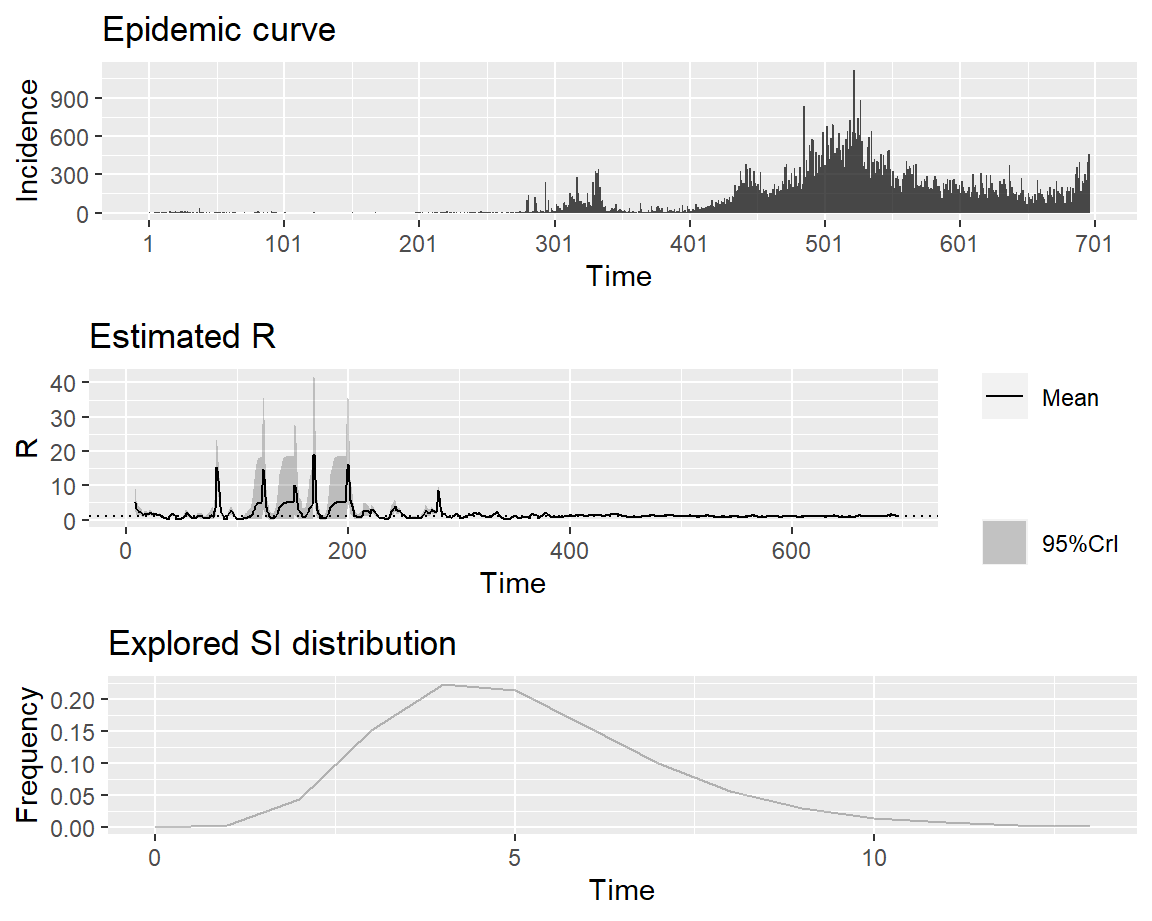 Epidemic curve
Incidence
900
600
300
0
1 101 201 301 401 501 601 701
Time
Estimated R
R
40
30
20
10
0
0 200 400 600
Time
Mean
95%CrI
Explored SI distribution
Frequency
0.20
0.15
0.10
0.05
0.00
0 5 10
Time